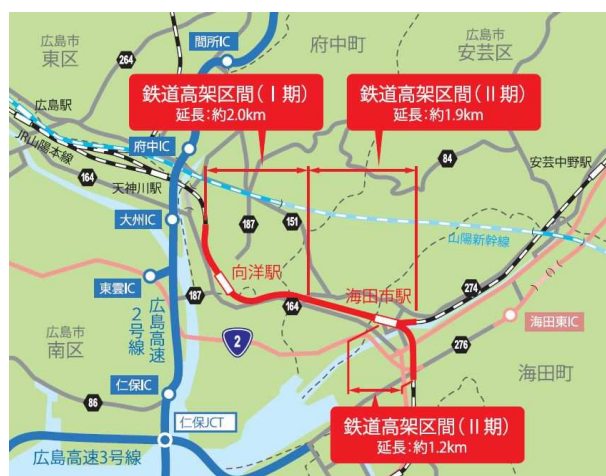 広島市
東区
264
間所IC
府中町
広島市
安芸区
鉄道高架区間(Ⅰ期)
延長:約2.0km
鉄道高架区間(Ⅱ期)
延長:約1.9km
広島駅
JR山陽本線
164
府中IC
天神川駅
84
安芸中野駅
大州IC
187
151
山陽新幹線
東雲IC
向洋駅
187
164
海田市駅
274
広島高速
2号線
2
広島市
南区
海田東IC
276
仁保IC
86
海田町
仁保JCT
鉄道高架区間(Ⅱ期)
延長:約1.2km
広島高速3号線